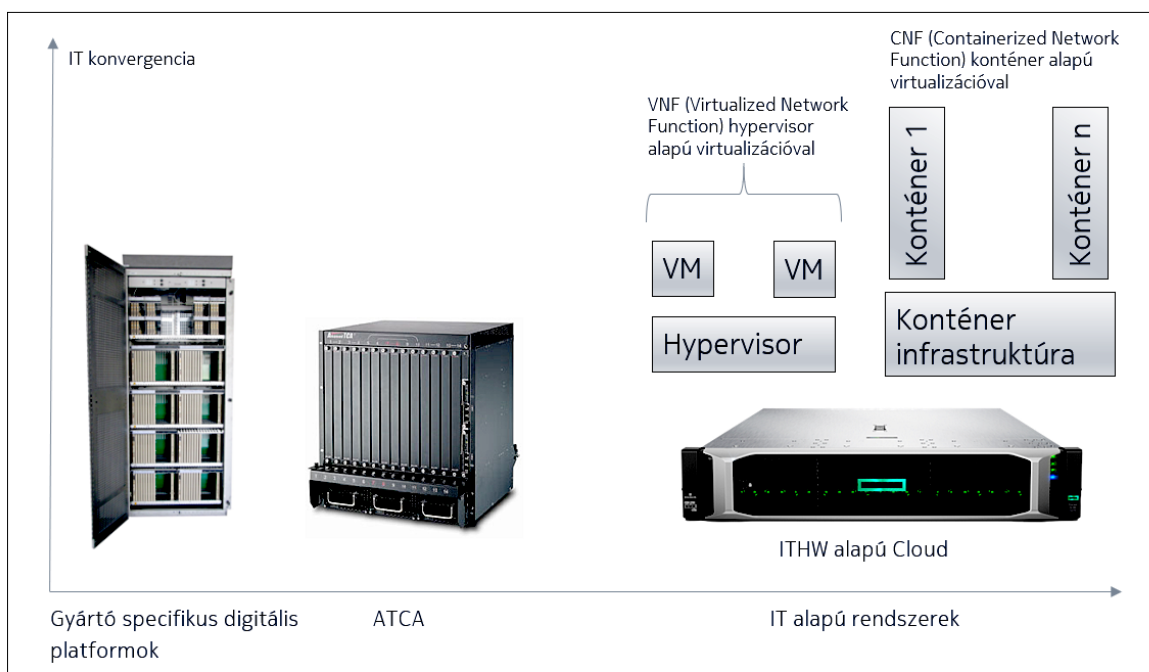 IT konvergencia
CNF (Containerized Network
Function) konténer alapú
virtualizációval
VNF (Virtualized Network
Function) hypervisor
alapú virtualizációval
Konténer 1
Konténer n
VM
VM
Hypervisor
Konténer
infrastruktúra
ITHW alapú Cloud
Gyártó specifikus digitális
platformok
ATCA
IT alapú rendszerek